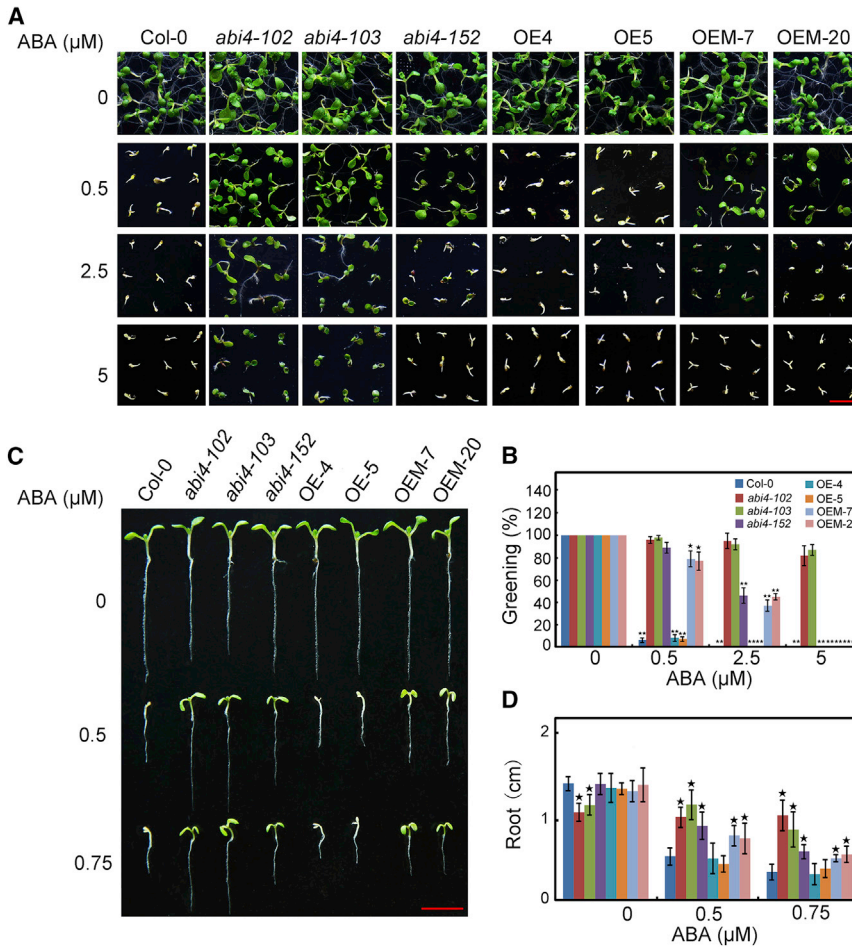 A
ABA (μM)
Col-0 abi4-102 abi4-103 abi4-152 OE4 OE5 OEM-7 OEM-20
0
0.5
2.5
5
C
ABA (μM)
Col-0 abi4-102 abi4-103 abi4-152 OE-4 OE-5 OEM-7 OEM-20
0
0.5
0.75
B
Col-0 OE-4
abi4-102 OE-5
abi4-103 OEM-7
abi4-152 OEM-2
Greening (%)
140
120
100
80
60
40
20
0
0 0.5 2.5 5
ABA (μM)
D
Root (cm)
2
1
0
0 0.5 0.75
ABA (μM)